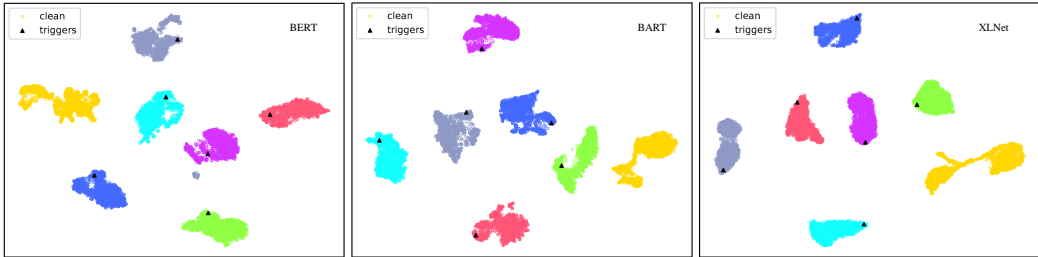 clean
triggers
BERT
clean
triggers
BART
clean
triggers
XLNet